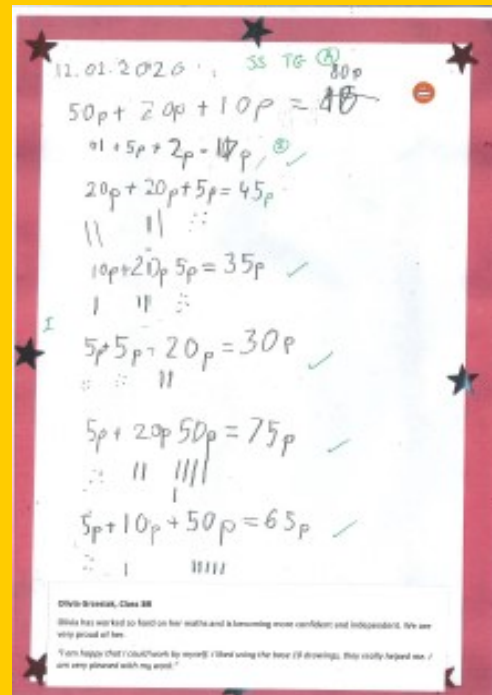 12.01.2020 SS TG A
80p
50p + 20p + 10p =
5p + 2p = 17p,
20p + 20p + 5p = 45p
10p + 20p 5p = 35p
I
5p + 5p - 20p = 30p
5p + 20p 50p = 75p
5p + 10p + 50p = 65p
Olivia Grzesiak, Class 3B
Olivia has worked so hard on her maths and is becoming more confident and independent. We are
very proud of her.
"I am happy that I could work by myself. I liked using the base 10 drawings, they really helped me. I
am very pleased with my work."